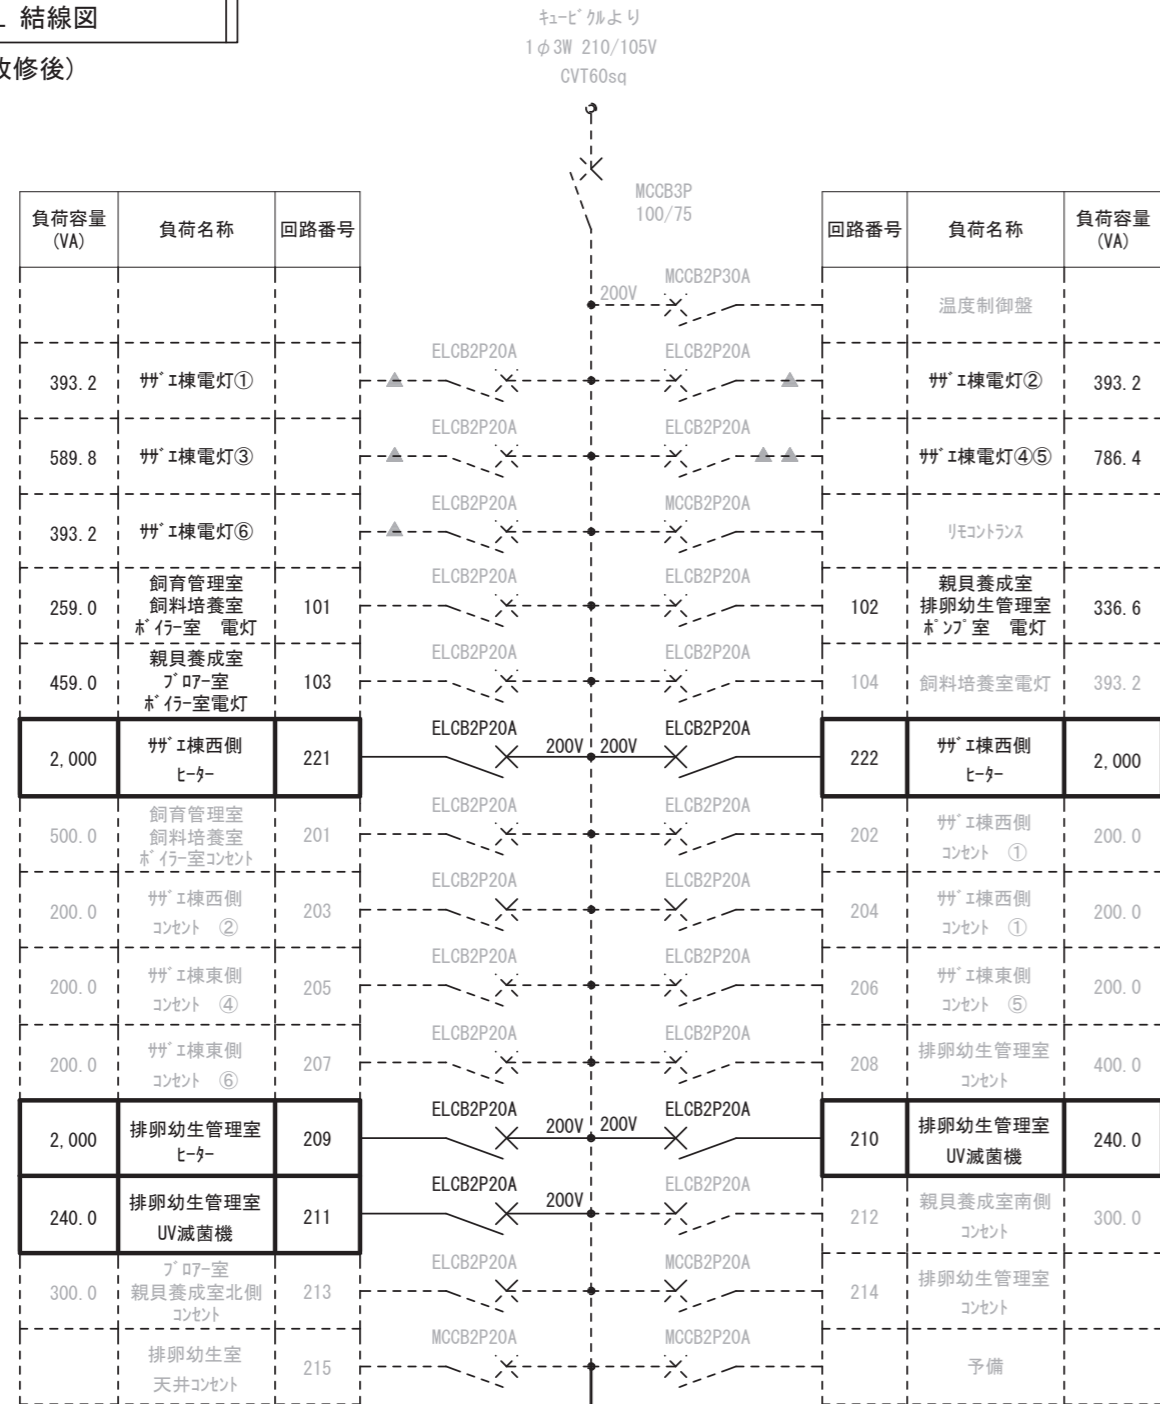 結線図
改修後)
ｷｭｰﾋﾞｸﾙより
1φ3W 210/105V
CVT60sq
MCCB3P
100/75
負荷容量
(VA)
負荷名称
回路番号
回路番号
負荷名称
負荷容量
(VA)
200V
MCCB2P30A
温度制御盤
393.2
ｻｻﾞｴ棟電灯①
ELCB2P20A
ELCB2P20A
ｻｻﾞｴ棟電灯②
393.2
589.8
ｻｻﾞｴ棟電灯③
ELCB2P20A
ELCB2P20A
ｻｻﾞｴ棟電灯④⑤
786.4
393.2
ｻｻﾞｴ棟電灯⑥
ELCB2P20A
MCCB2P20A
ﾘﾓｺﾝﾄﾗﾝｽ
259.0
飼育管理室
飼料培養室
ﾎﾞｲﾗｰ室 電灯
101
ELCB2P20A
ELCB2P20A
102
親貝養成室
排卵幼生管理室
ﾎﾟﾝﾌﾟ室 電灯
336.6
459.0
親貝養成室
ﾌﾞﾛｱｰ室
ﾎﾞｲﾗｰ室電灯
103
ELCB2P20A
ELCB2P20A
104
飼料培養室電灯
393.2
2,000
ｻｻﾞｴ棟西側
ﾋｰﾀｰ
221
ELCB2P20A
200V
200V
ELCB2P20A
222
ｻｻﾞｴ棟西側
ﾋｰﾀｰ
2,000
500.0
飼育管理室
飼料培養室
ﾎﾞｲﾗｰ室ｺﾝｾﾝﾄ
201
ELCB2P20A
ELCB2P20A
202
ｻｻﾞｴ棟西側
ｺﾝｾﾝﾄ ①
200.0
200.0
ｻｻﾞｴ棟西側
ｺﾝｾﾝﾄ ②
203
ELCB2P20A
ELCB2P20A
204
ｻｻﾞｴ棟西側
ｺﾝｾﾝﾄ ①
200.0
200.0
ｻｻﾞｴ棟東側
ｺﾝｾﾝﾄ ④
205
ELCB2P20A
ELCB2P20A
206
ｻｻﾞｴ棟東側
ｺﾝｾﾝﾄ ⑤
200.0
200.0
ｻｻﾞｴ棟東側
ｺﾝｾﾝﾄ ⑥
207
ELCB2P20A
ELCB2P20A
208
排卵幼生管理室
ｺﾝｾﾝﾄ
400.0
2,000
排卵幼生管理室
ﾋｰﾀｰ
209
ELCB2P20A
200V
200V
ELCB2P20A
210
排卵幼生管理室
UV滅菌機
240.0
240.0
排卵幼生管理室
UV滅菌機
211
ELCB2P20A
200V
ELCB2P20A
212
親貝養成室南側
ｺﾝｾﾝﾄ
300.0
300.0
ﾌﾞﾛｱｰ室
親貝養成室北側
ｺﾝｾﾝﾄ
213
ELCB2P20A
MCCB2P20A
214
排卵幼生管理室
ｺﾝｾﾝﾄ
排卵幼生室
天井ｺﾝｾﾝﾄ
215
MCCB2P20A
MCCB2P20A
予備